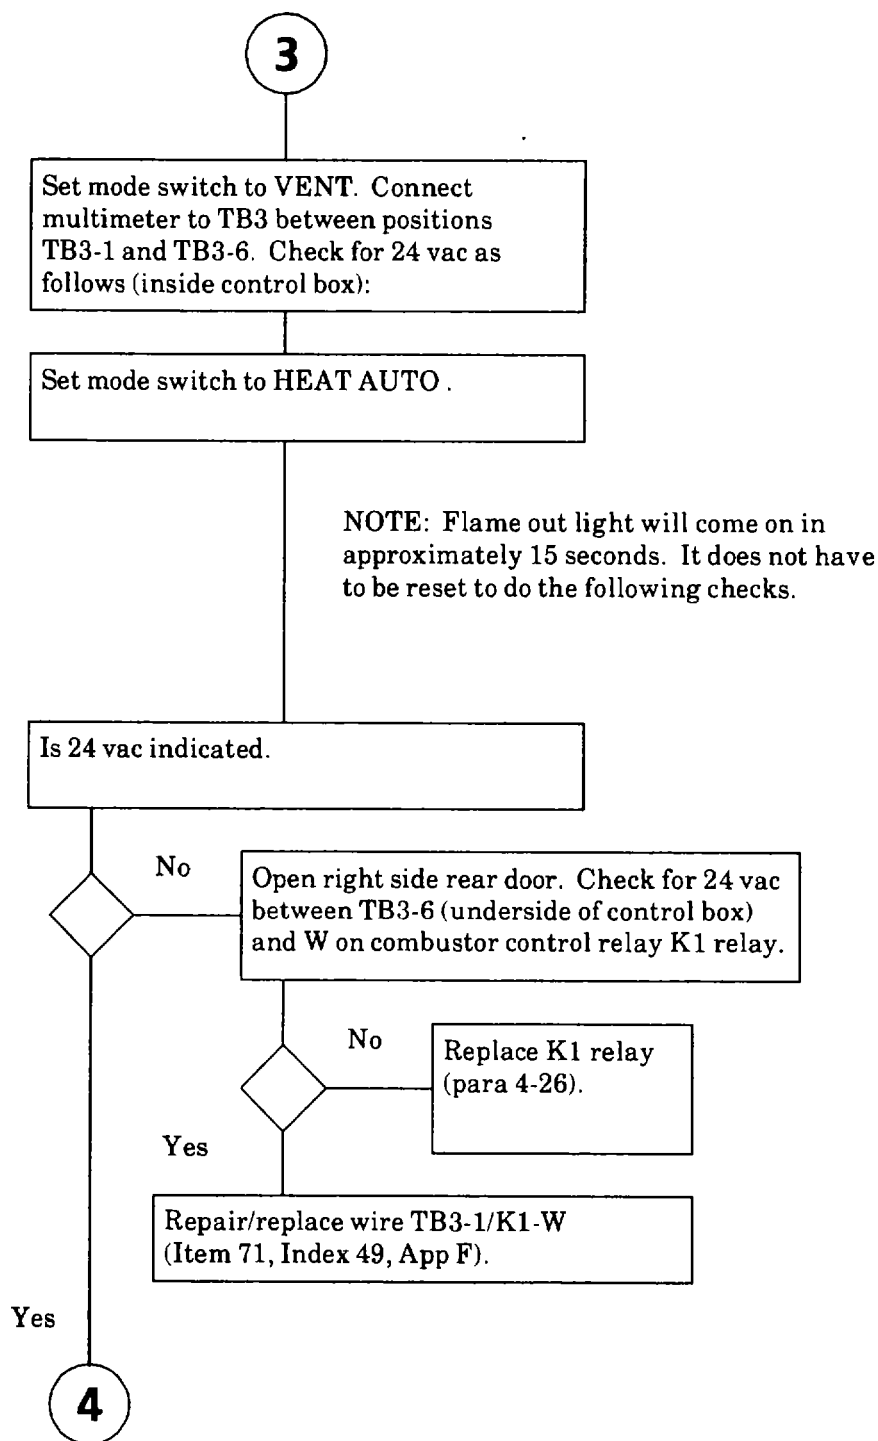 3
Set mode switch to VENT. Connect
multimeter to TB3 between positions
TB3-1 and TB3-6. Check for 24 vac as
follows (inside control box):
Set mode switch to HEAT AUTO .
NOTE: Flame out light will come on in
approximately 15 seconds. It does not have
to be reset to do the following checks.
Is 24 vac indicated.
No
Open right side rear door. Check for 24 vac
between TB3-6 (underside of control box)
and W on combustor control relay K1 relay.
No
Replace K1 relay
(para 4-26).
Yes
Repair/replace wire TB3-1/K1-W
(Item 71, Index 49, App F).
Yes
4